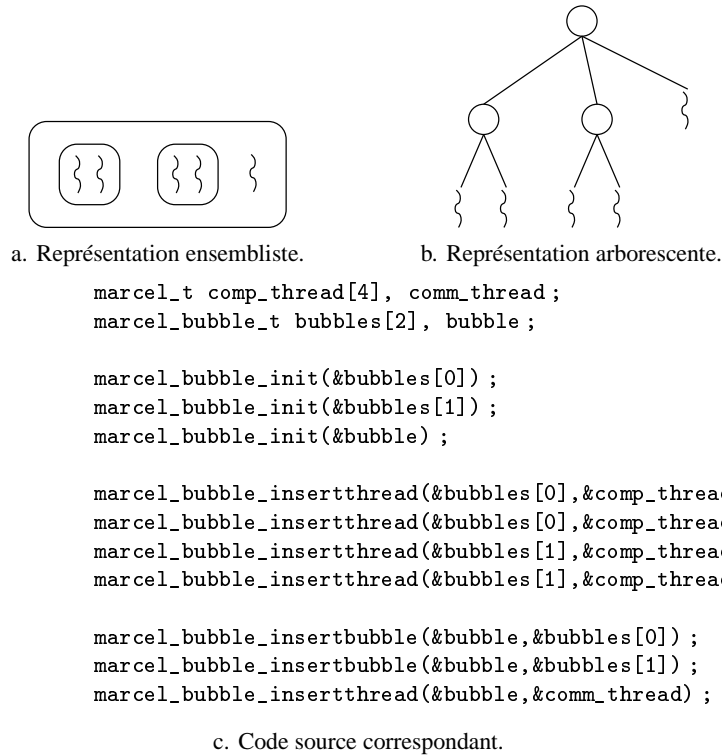 a. Représentation ensembliste.
b. Représentation arborescente.
marcel_t comp_thread[4], comm_thread ;
marcel_bubble_t bubbles[2], bubble ;
marcel_bubble_init(&bubbles[0]) ;
marcel_bubble_init(&bubbles[1]) ;
marcel_bubble_init(&bubble) ;
marcel_bubble_insertthread(&bubbles[0],&comp_threa
marcel_bubble_insertthread(&bubbles[0],&comp_threa
marcel_bubble_insertthread(&bubbles[1],&comp_threa
marcel_bubble_insertthread(&bubbles[1],&comp_threa
marcel_bubble_insertbubble(&bubble,&bubbles[0]) ;
marcel_bubble_insertbubble(&bubble,&bubbles[1]) ;
marcel_bubble_insertthread(&bubble,&comm_thread) ;
c. Code source correspondant.